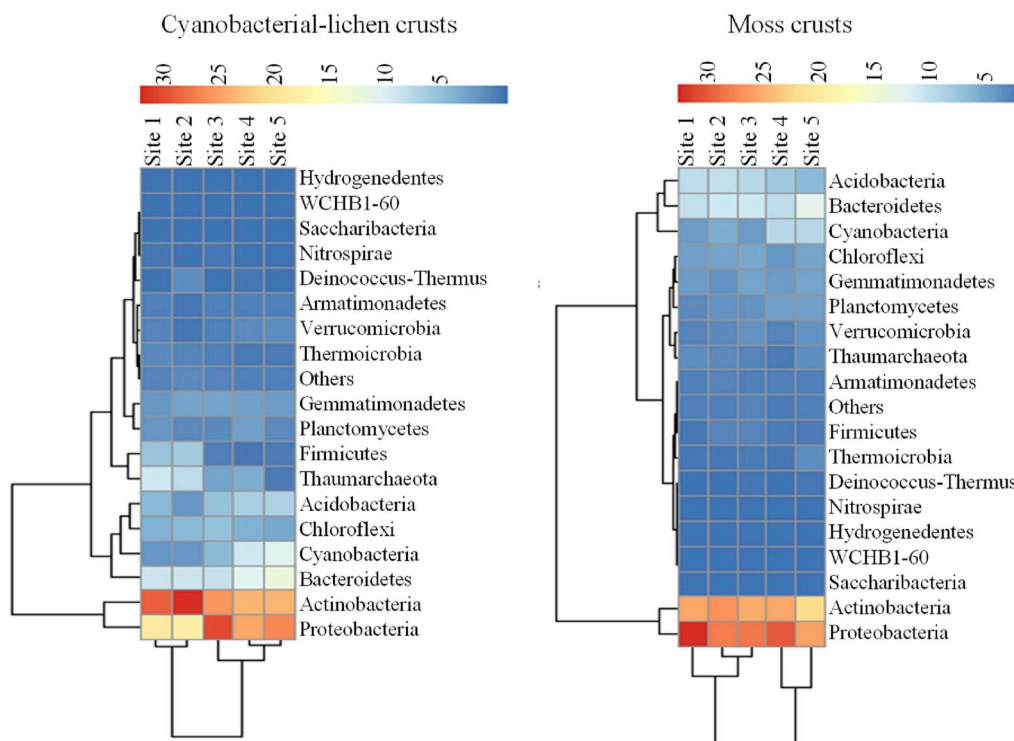 Cyanobacterial-lichen crusts
30 25 20 10 5
Site 1 Site 2 Site 3 Site 4 Site 5
Hydrogenedentes
WCHB1-60
Saccharibacteria
Nitrospirae
Deinococcus-Thermus
Armatimonadetes
Verrucomicrobia
Thermoicrobia
Others
Gemmatimonadetes
Planctomycetes
Firmicutes
Thaumarchaeota
Acidobacteria
Chloroflexi
Cyanobacteria
Bacteroidetes
Actinobacteria
Proteobacteria
Moss crusts
30 25 20 10 5
Site 1 Site 2 Site 3 Site 4 Site 5
Acidobacteria
Bacteroidetes
Cyanobacteria
Chloroflexi
Gemmatimonadetes
Planctomycetes
Verrucomicrobia
Thaumarchaeota
Armatimonadetes
Others
Firmicutes
Thermoicrobia
Deinococcus-Thermus
Nitrospirae
Hydrogenedentes
WCHB1-60
Saccharibacteria
Actinobacteria
Proteobacteria